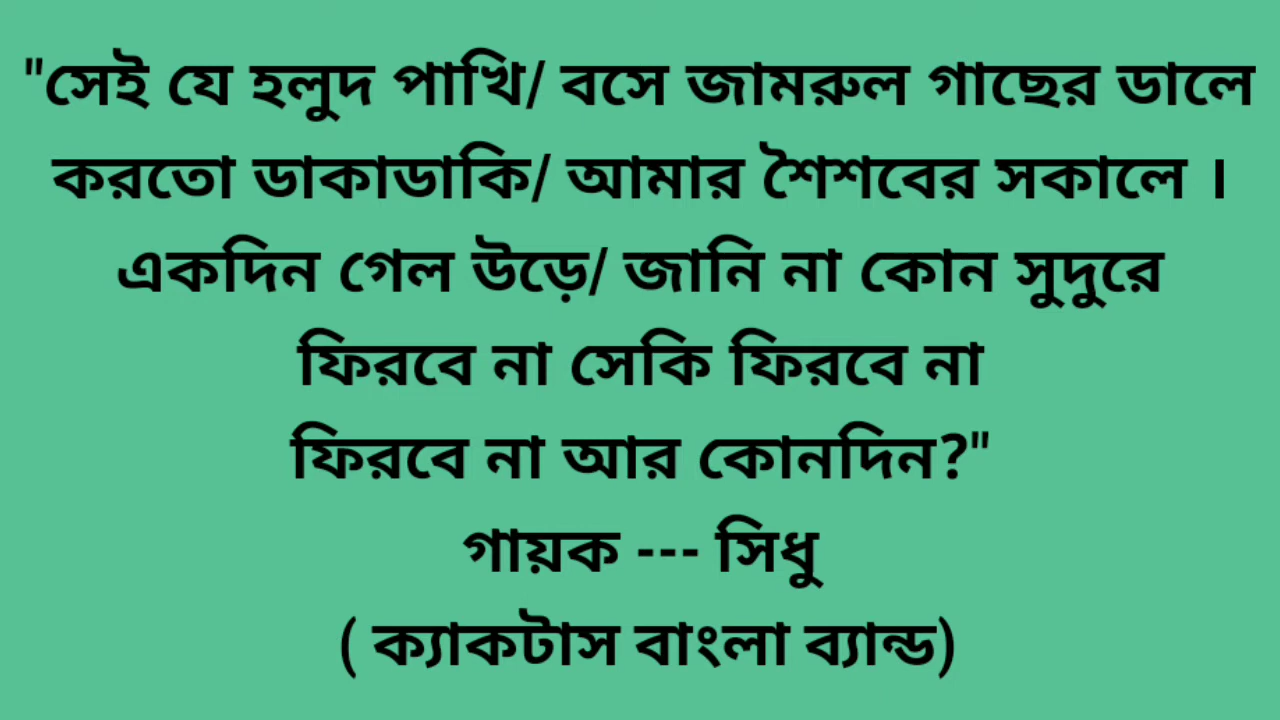 "সেই যে হলুদ পাখি/ বসে জামরুল গাছের ডালে
করতো ডাকাডাকি/ আমার শৈশবের সকালে ।
একদিন গেল উড়ে/ জানি না কোন সুদুরে
ফিরবে না সেকি ফিরবে না
ফিরবে না আর কোনদিন?"
গায়ক --- সিধু
( ক্যাকটাস বাংলা ব্যান্ড)